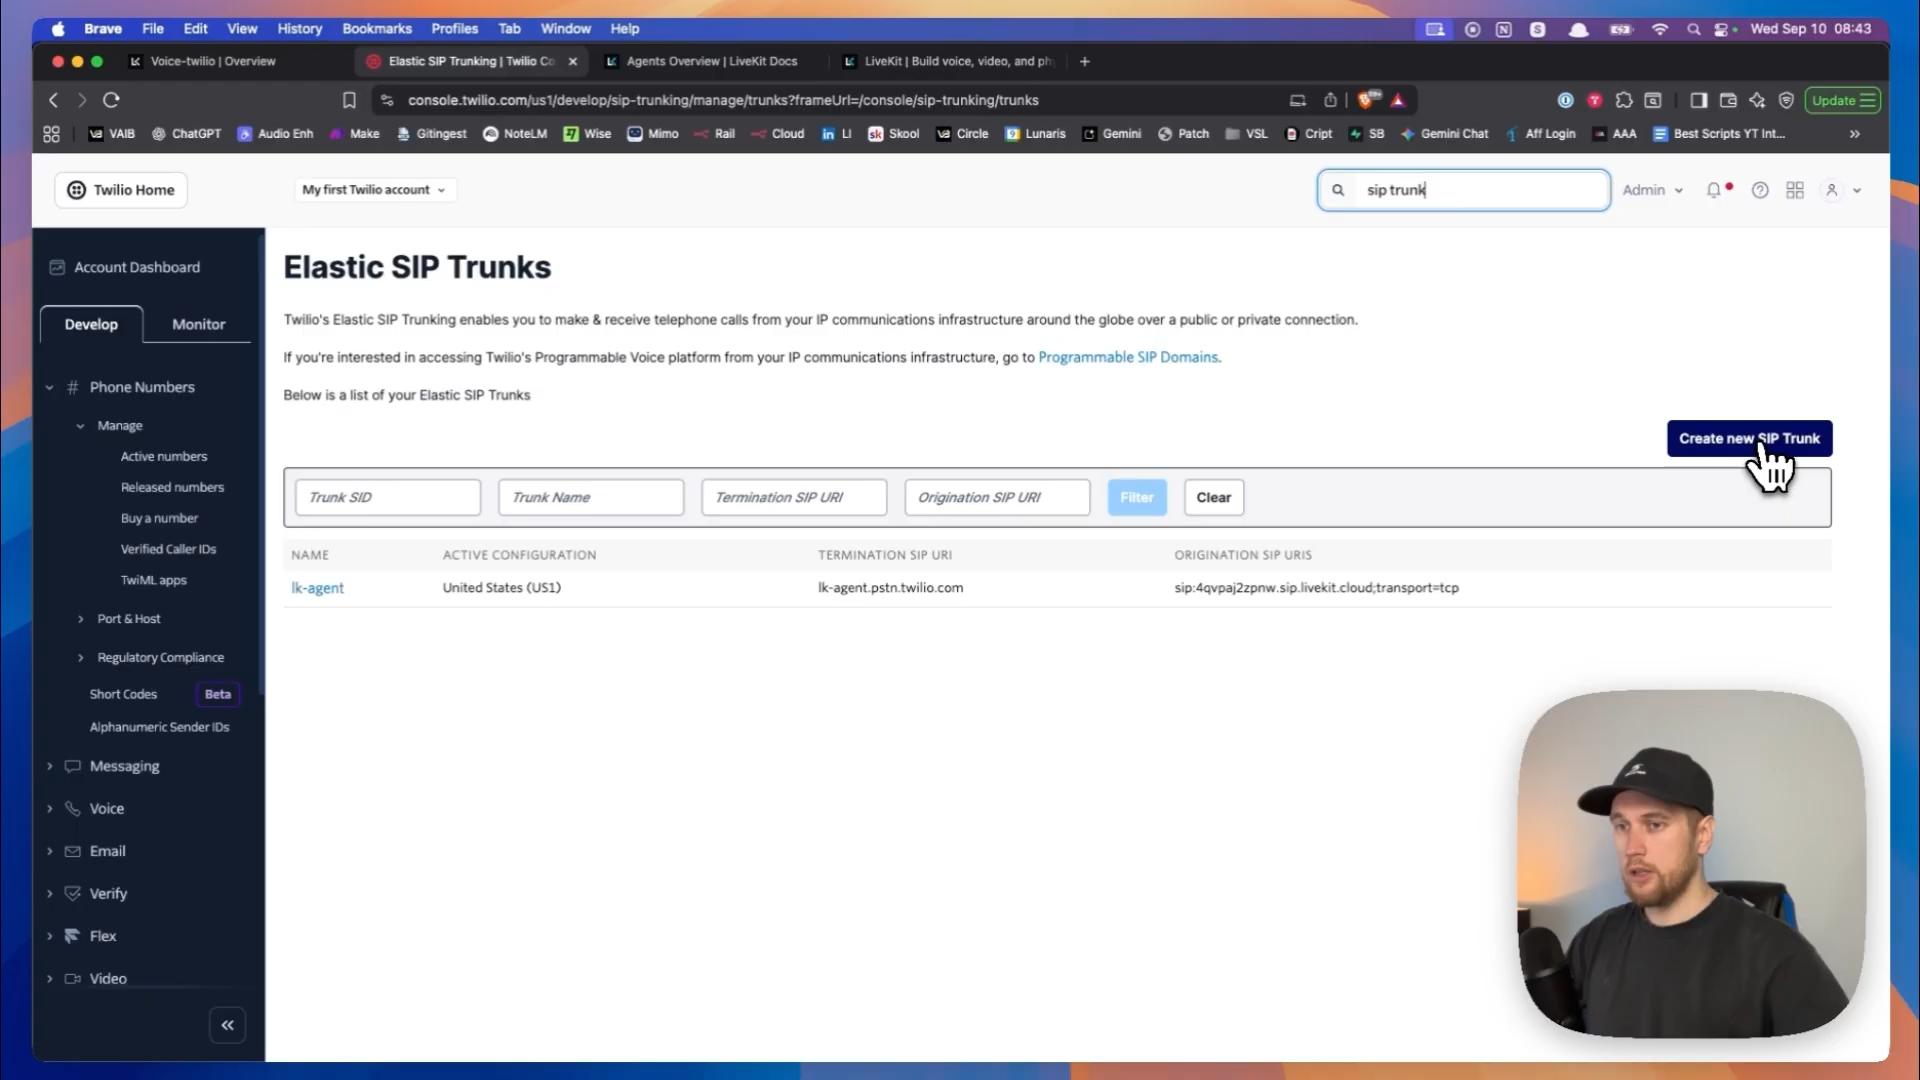 Brave File Edit View History Bookmarks Profiles Tab Window Help Wed Sep 10 08:43
Voice-twilio | Overview Elastic SIP Trunking | Twilio Co Agents Overview | LiveKit Docs LiveKit | Build voice, video, and ph
console.twilio.com/us1/develop/sip-trunking/manage/trunks?frameUrl=/console/sip-trunking/trunks Update
VAIB ChatGPT Audio Enh Make Gitingest NoteLM Wise Mimo Rail Cloud LI Skool Circle Lunaris Gemini Patch VSL Cript SB Gemini Chat Aff Login AAA Best Scripts YT Int... »
Twilio Home My first Twilio account sip trunk Admin
Account Dashboard
Develop Monitor
# Phone Numbers
Manage
Active numbers
Released numbers
Buy a number
Verified Caller IDs
TwiML apps
Port & Host
Regulatory Compliance
Short Codes Beta
Alphanumeric Sender IDs
Messaging
Voice
Email
Verify
Flex
Video
Elastic SIP Trunks
Twilio's Elastic SIP Trunking enables you to make & receive telephone calls from your IP communications infrastructure around the globe over a public or private connection.
If you're interested in accessing Twilio's Programmable Voice platform from your IP communications infrastructure, go to Programmable SIP Domains.
Below is a list of your Elastic SIP Trunks
Create new SIP Trunk
Trunk SID Trunk Name Termination SIP URI Origination SIP URI Filter Clear
NAME ACTIVE CONFIGURATION TERMINATION SIP URI ORIGINATION SIP URIS
lk-agent United States (US1) lk-agent.pstn.twilio.com sip:4qvpaj2zpnw.sip.livekit.cloud;transport=tcp